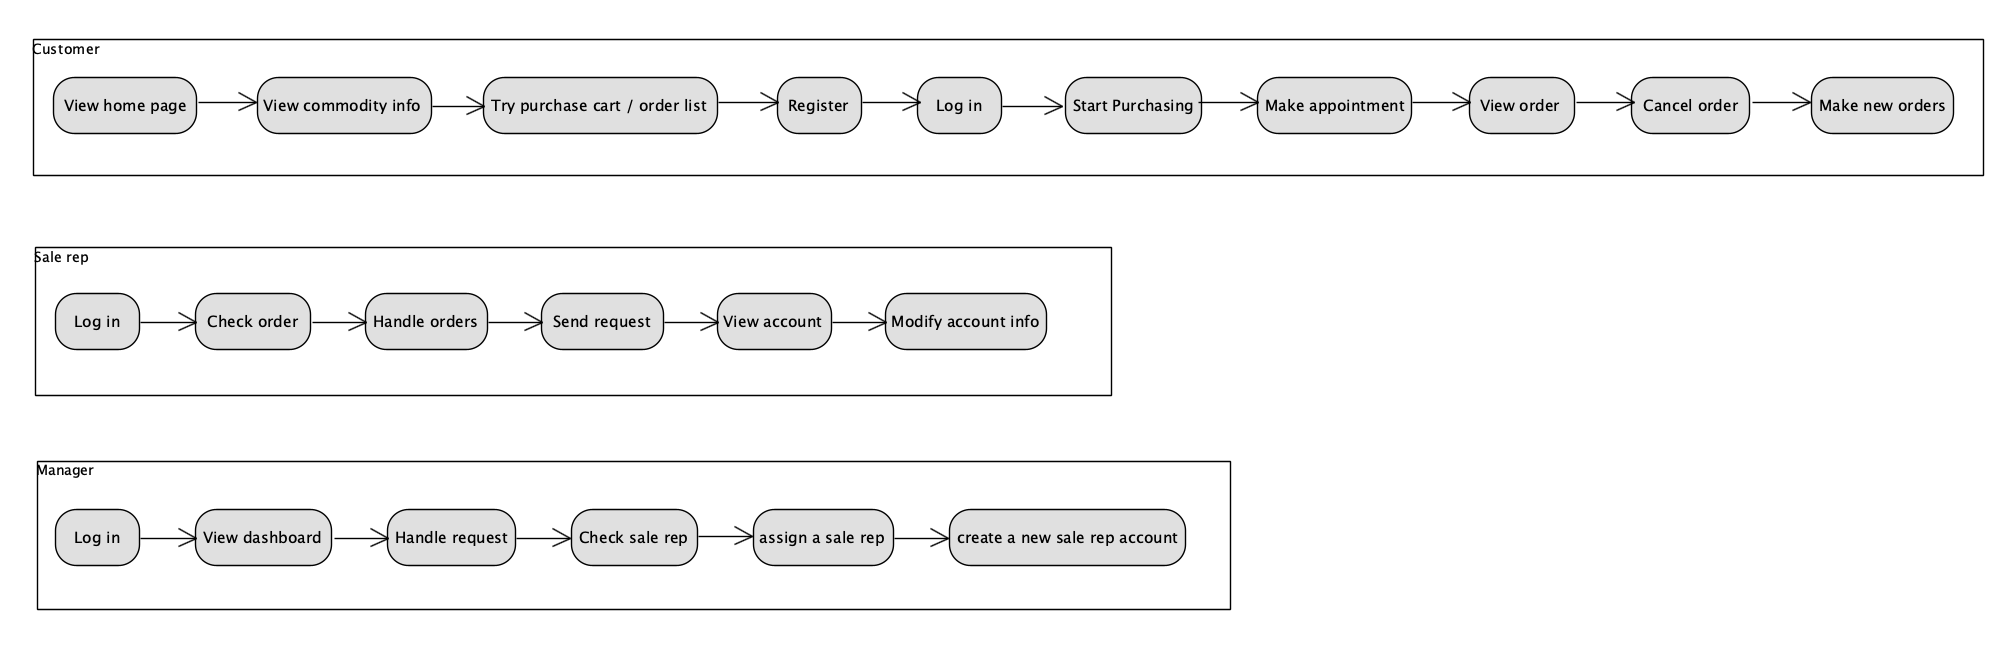 Customer
View home page
View commodity info
Try purchase cart / order list
Register
Log in
Start Purchasing
Make appointment
View order
Cancel order
Make new orders
Sale rep
Log in
Check order
Handle orders
Send request
View account
Modify account info
Manager
Log in
View dashboard
Handle request
Check sale rep
assign a sale rep
create a new sale rep account